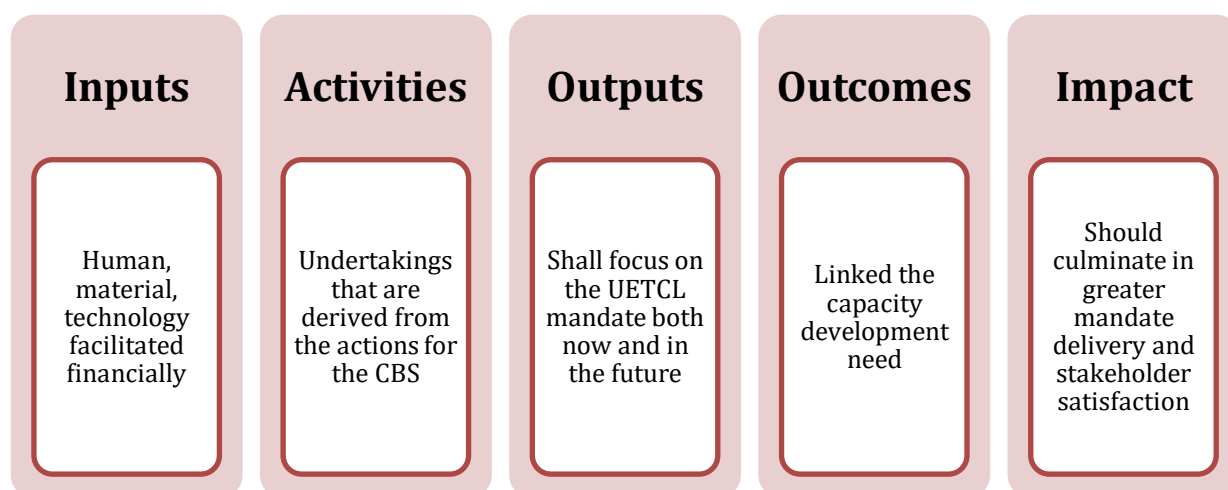 Inputs
Human,
material,
technology
facilitated
financially
Activities
Undertakings
that are
derived from
the actions for
the CBS
Outputs
Shall focus on
the UETCL
mandate both
now and in
the future
Outcomes
Linked the
capacity
development
need
Impact
Should
culminate in
greater
mandate
delivery and
stakeholder
satisfaction